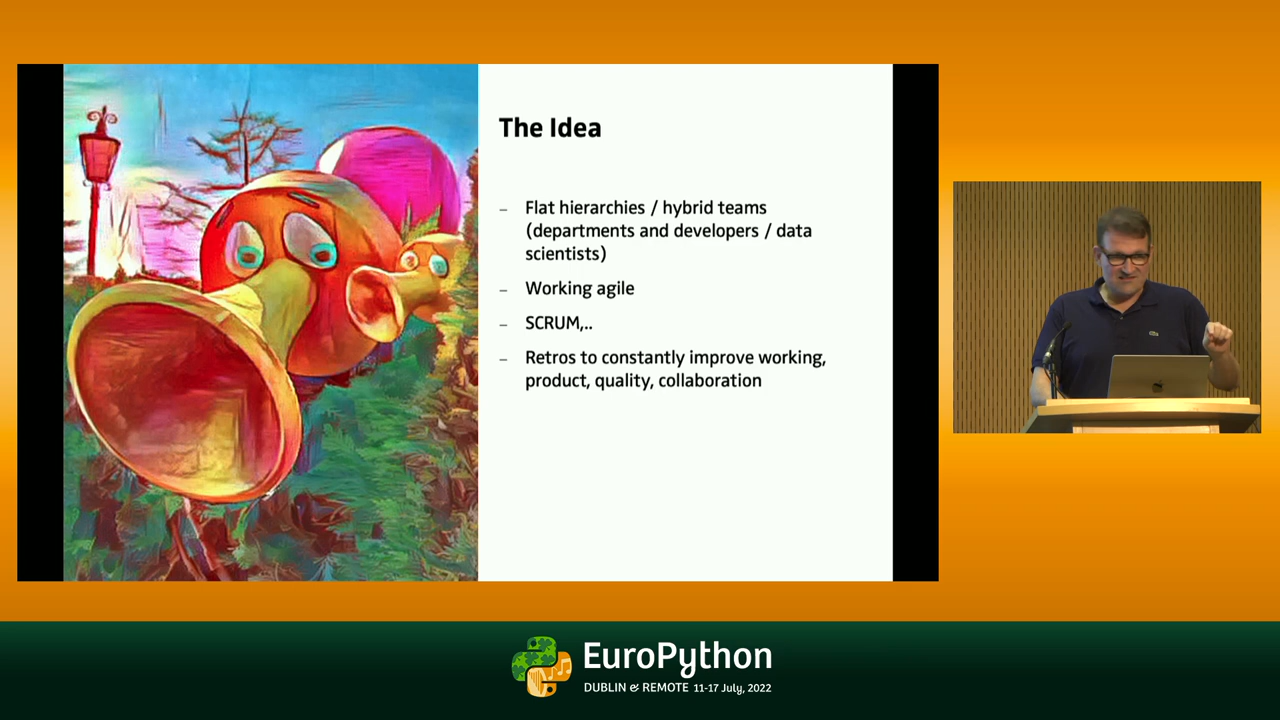 The Idea
– Flat hierarchies / hybrid teams
(departments and developers / data
scientists)
– Working agile
– SCRUM,..
– Retros to constantly improve working,
product, quality, collaboration
EuroPython
DUBLIN & REMOTE 11-17 July, 2022